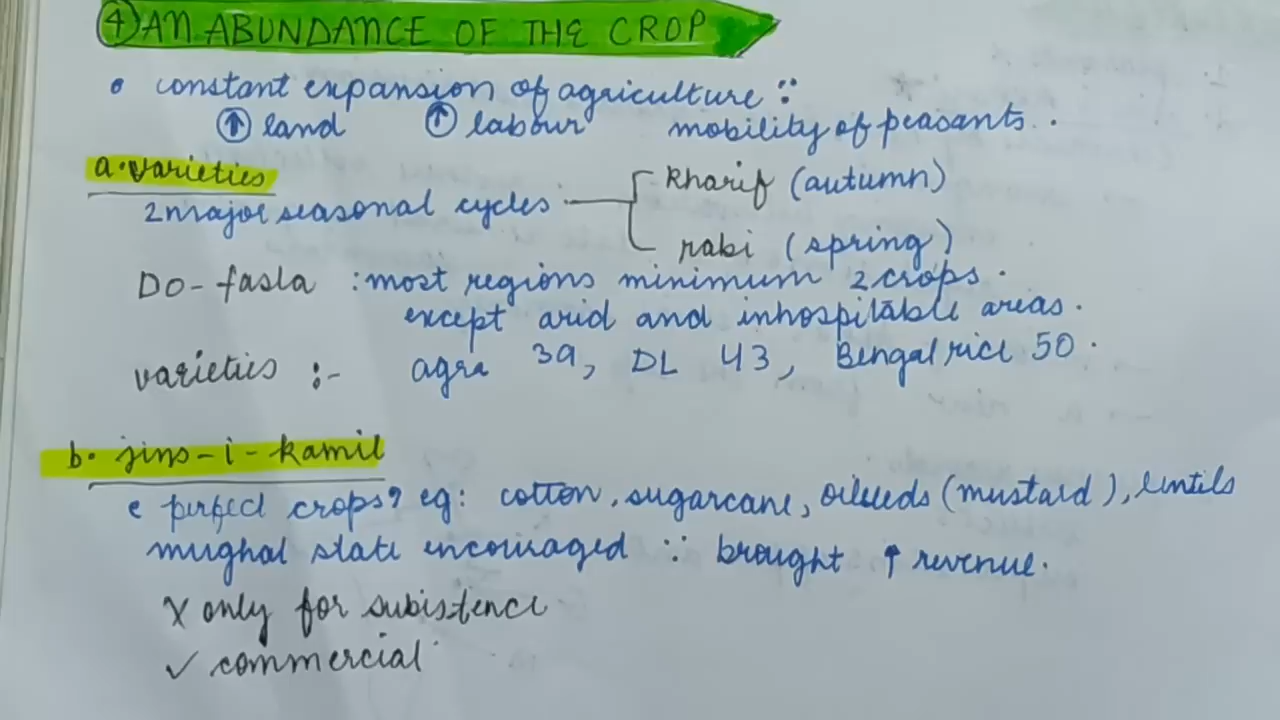 ④ AN ABUNDANCE OF THE CROP
• constant expansion of agriculture ∵
↑ land ↑ labour mobility of peasants .
a. varieties
2 major seasonal cycles
Kharif (autumn)
rabi (spring)
Do-fasla : most regions minimum 2 crops .
except arid and inhospitable areas .
varieties :- agra 39, DL 43, Bengal rice 50 .
b. jins-i-kamil
‘ perfect crops ’ eg: cotton, sugarcane, oilseeds (mustard), lentils
mughal state encouraged ∵ brought ↑ revenue.
X only for subistence
✓ commercial